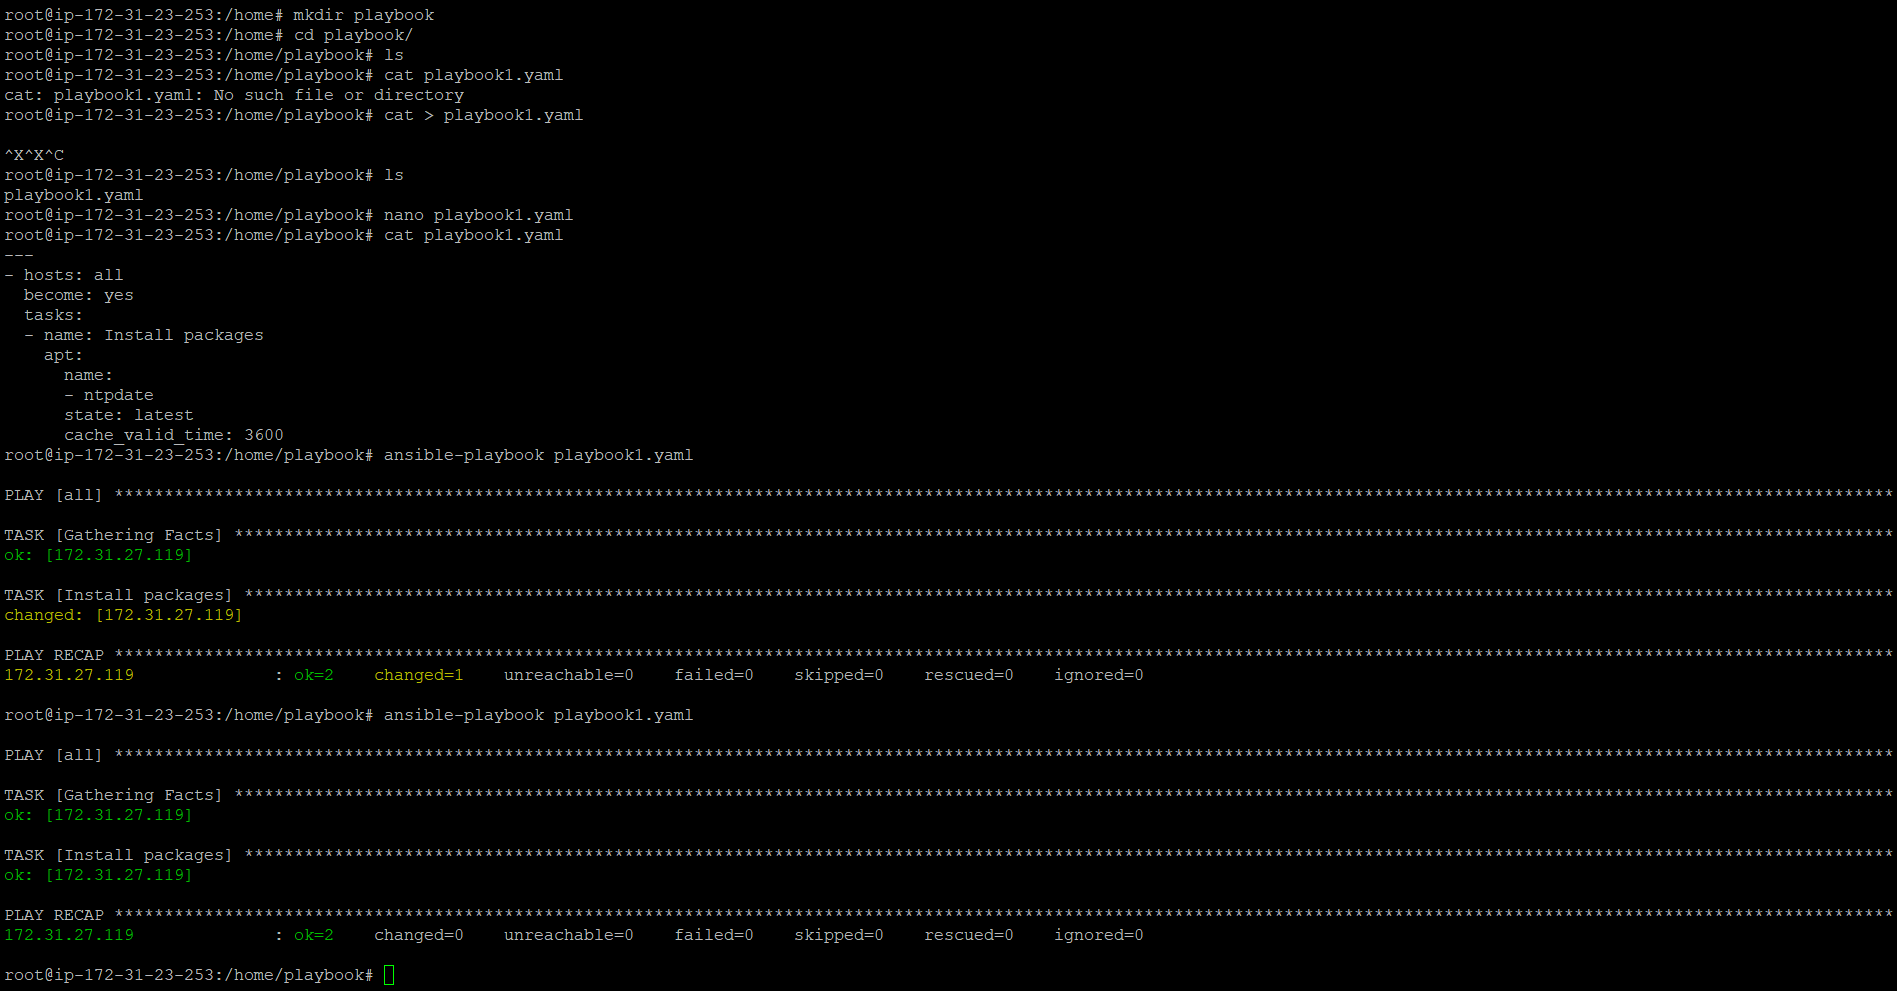 root@ip-172-31-23-253:/home# mkdir playbook
root@ip-172-31-23-253:/home# cd playbook/
root@ip-172-31-23-253:/home/playbook# ls
root@ip-172-31-23-253:/home/playbook# cat playbook1.yaml
cat: playbook1.yaml: No such file or directory
root@ip-172-31-23-253:/home/playbook# cat > playbook1.yaml

^X^X^C
root@ip-172-31-23-253:/home/playbook# ls
playbook1.yaml
root@ip-172-31-23-253:/home/playbook# nano playbook1.yaml
root@ip-172-31-23-253:/home/playbook# cat playbook1.yaml
---
- hosts: all
  become: yes
  tasks:
  - name: Install packages
    apt:
      name:
      - ntpdate
      state: latest
      cache_valid_time: 3600
root@ip-172-31-23-253:/home/playbook# ansible-playbook playbook1.yaml

PLAY [all] **********************************************************************************************************************************************************************************

TASK [Gathering Facts] **********************************************************************************************************************************************************************
ok: [172.31.27.119]

TASK [Install packages] *********************************************************************************************************************************************************************
changed: [172.31.27.119]

PLAY RECAP **********************************************************************************************************************************************************************************
172.31.27.119              : ok=2    changed=1    unreachable=0    failed=0    skipped=0    rescued=0    ignored=0

root@ip-172-31-23-253:/home/playbook# ansible-playbook playbook1.yaml

PLAY [all] **********************************************************************************************************************************************************************************

TASK [Gathering Facts] **********************************************************************************************************************************************************************
ok: [172.31.27.119]

TASK [Install packages] *********************************************************************************************************************************************************************
ok: [172.31.27.119]

PLAY RECAP **********************************************************************************************************************************************************************************
172.31.27.119              : ok=2    changed=0    unreachable=0    failed=0    skipped=0    rescued=0    ignored=0

root@ip-172-31-23-253:/home/playbook#